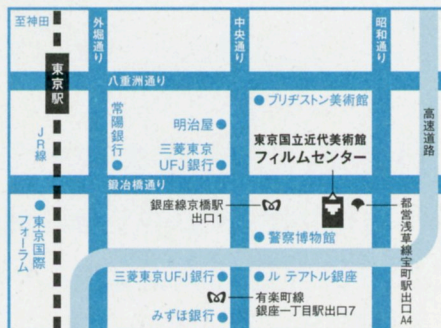 至神田
外堀通り
中央通り
昭和通り
東京駅
八重洲通り
ブリヂストン美術館
高速道路
常陽銀行
明治屋
三菱東京
UFJ銀行
東京国立近代美術館
フィルムセンター
JR線
鍛冶橋通り
銀座線京橋駅
出口1
都営浅草線宝町駅出口A4
東京国際
フォーラム
警察博物館
三菱東京UFJ銀行
ル テアトル銀座
有楽町線
銀座一丁目駅出口7
みずほ銀行